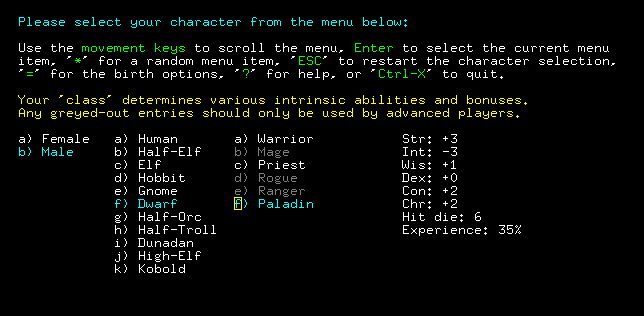 Please select your character from the menu below:
Use the movement keys to scroll the menu, Enter to select the current menu
item, '*' for a random menu item, 'ESC' to restart the character selection,
'=' for the birth options, '?' for help, or 'Ctrl-X' to quit.
Your 'class' determines various intrinsic abilities and bonuses.
Any greyed-out entries should only be used by advanced players.
a) Female a) Human a) Warrior Str: +3
b) Male b) Half-Elf b) Mage Int: -3
c) Elf c) Priest Wis: +1
d) Hobbit d) Rogue Dex: +0
e) Gnome e) Ranger Con: +2
f) Dwarf f) Paladin Chr: +2
g) Half-Orc Hit die: 6
h) Half-Troll Experience: 35%
i) Dunadan
j) High-Elf
k) Kobold